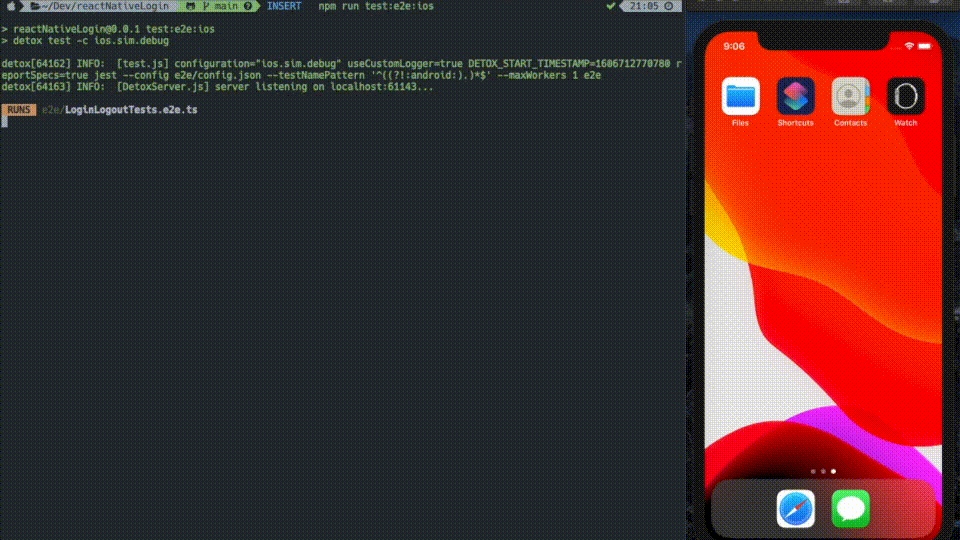 ~/Dev/reactNativeLogin main INSERT npm run test:e2e:ios 21:05
> reactNativeLogin@0.0.1 test:e2e:ios
> detox test -c ios.sim.debug
detox[64162] INFO: [test.js] configuration="ios.sim.debug" useCustomLogger=true DETOX_START_TIMESTAMP=1606712770780 r
eportSpecs=true jest --config e2e/config.json --testNamePattern '^((?!:android:).)*$' --maxWorkers 1 e2e
detox[64163] INFO: [DetoxServer.js] server listening on localhost:61143...
RUNS e2e/LoginLogoutTests.e2e.ts
9:06
Files Shortcuts Contacts Watch